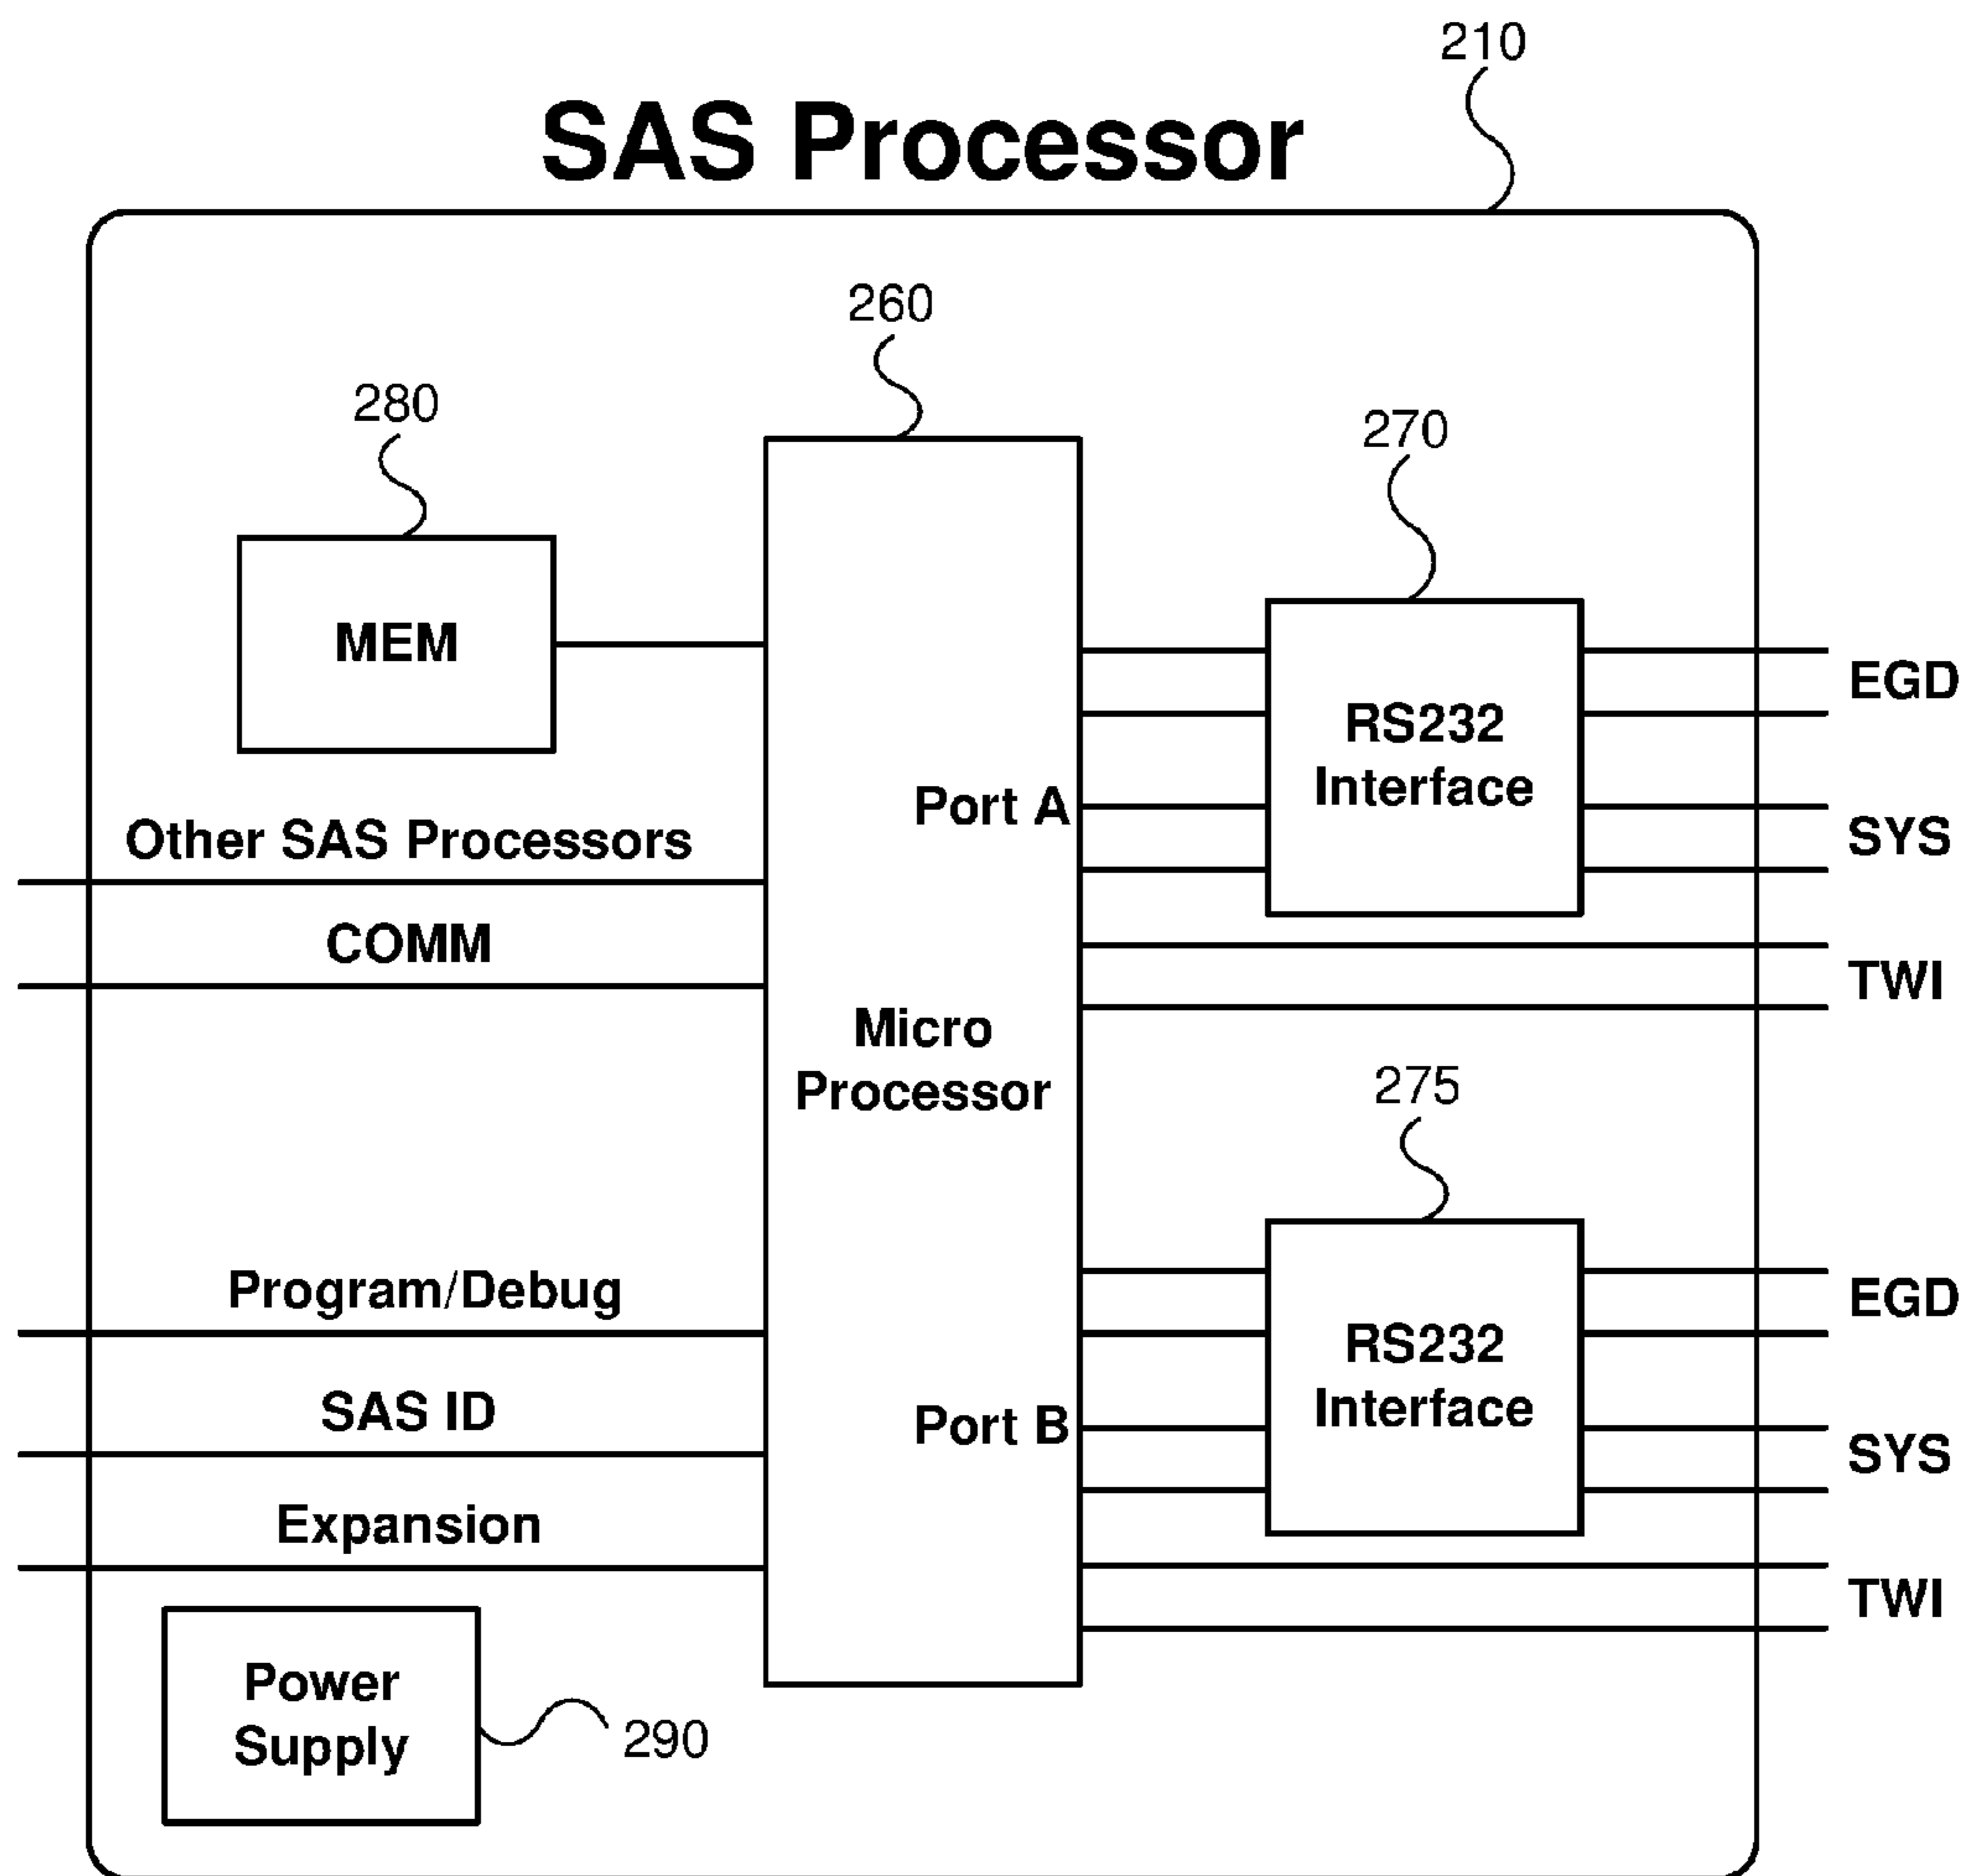 210
SAS Processor
260
280
270
MEM
EGD
RS232
Interface
Port A
Other SAS Processors
SYS
COMM
TWI
Micro
Processor
275
Program/Debug
EGD
RS232
Interface
SAS ID
Port B
SYS
Expansion
TWI
Power
Supply
290